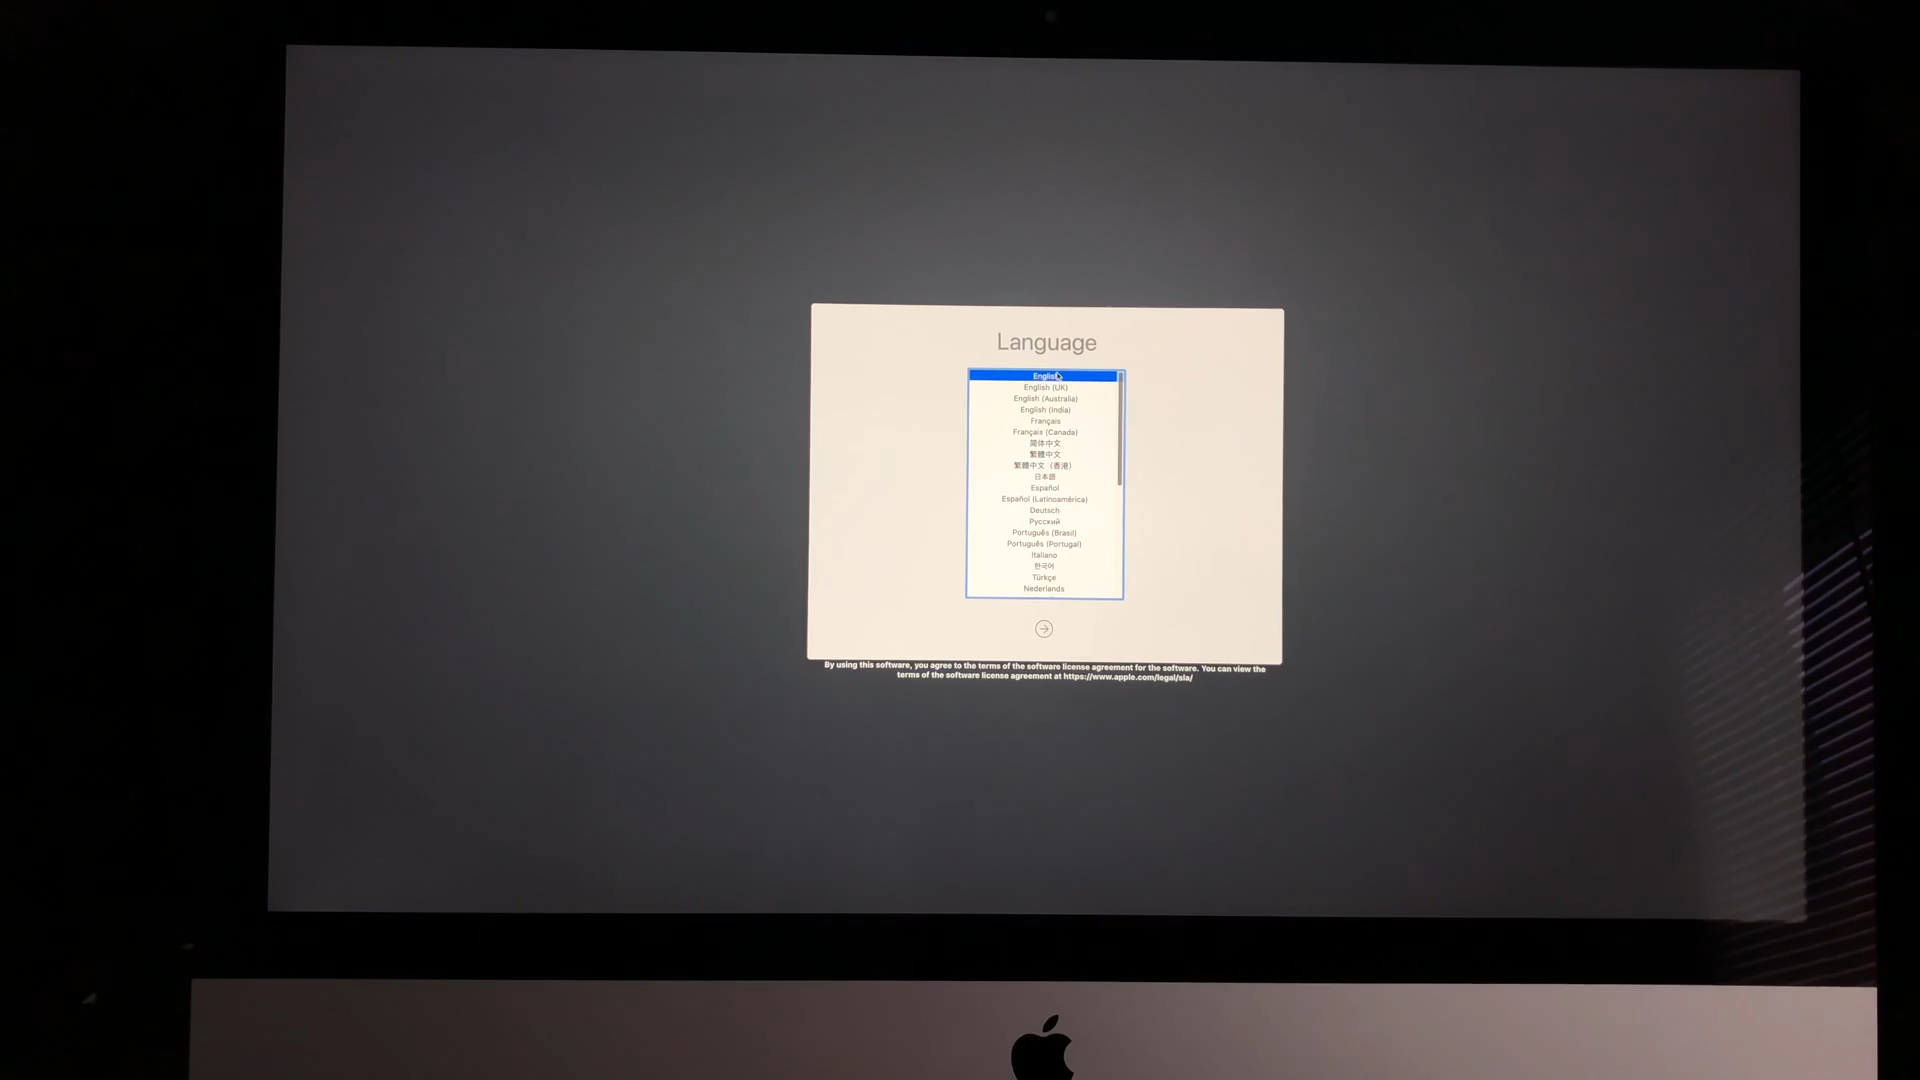 Language
English
English (UK)
English (Australia)
English (India)
Français
Français (Canada)
简体中文
繁體中文
繁體中文（香港）
日本語
Español
Español (Latinoamérica)
Deutsch
Русский
Português (Brasil)
Português (Portugal)
Italiano
한국어
Türkçe
Nederlands
By using this software, you agree to the terms of the software license agreement for the software. You can view the
terms of the software license agreement at https://www.apple.com/legal/sla/